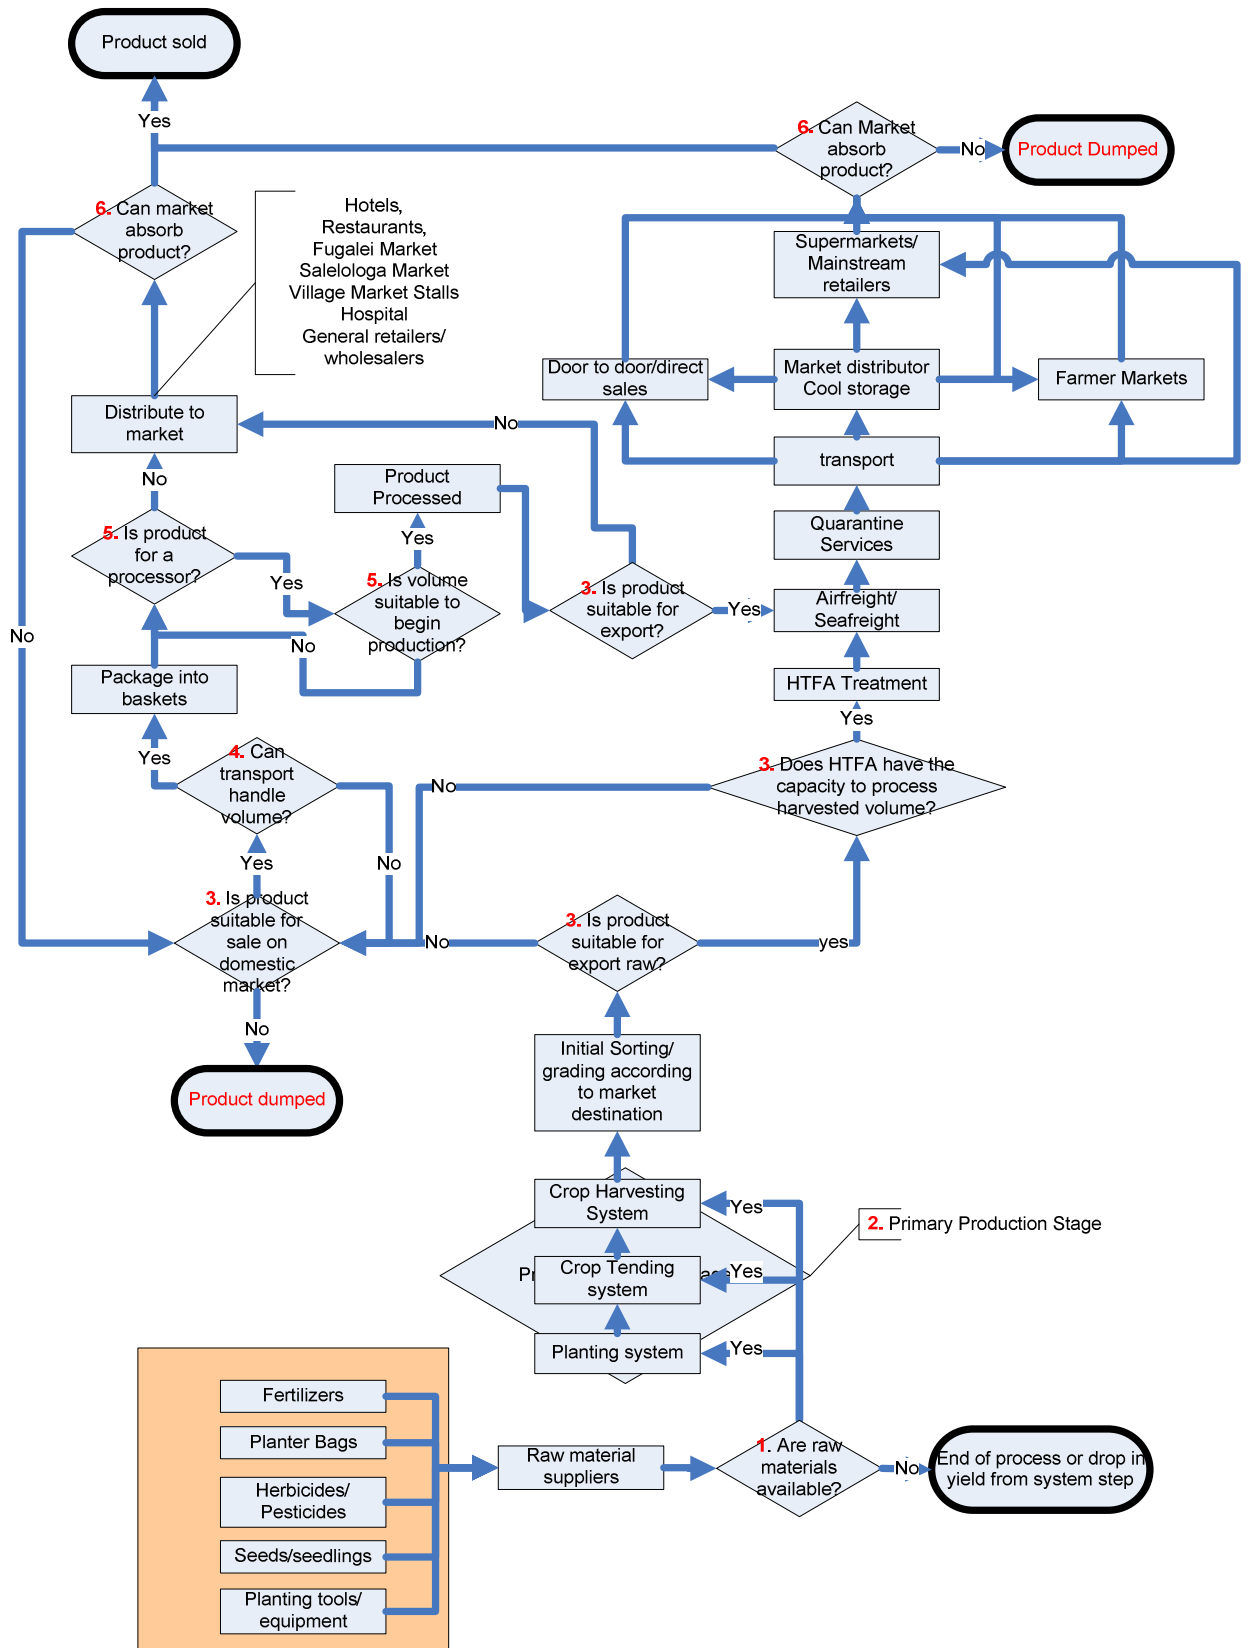 Product sold
Yes
6. Can Market
absorb
product?
No
Product Dumped
6. Can market
absorb
product?
Hotels,
Restaurants,
Fugalei Market
Salelologa Market
Village Market Stalls
Hospital
General retailers/
wholesalers
Supermarkets/
Mainstream
retailers
Door to door/direct
sales
Market distributor
Cool storage
Farmer Markets
Distribute to
market
No
transport
No
Product
Processed
Quarantine
Services
5. Is product
for a
processor?
Yes
Yes
5. Is volume
suitable to
begin
production?
3. Is product
suitable for
export?
Yes
Airfreight/
Seafreight
No
No
Package into
baskets
HTFA Treatment
Yes
Yes
4. Can
transport
handle
volume?
No
3. Does HTFA have the
capacity to process
harvested volume?
Yes
No
3. Is product
suitable for
sale on
domestic
market?
No
3. Is product
suitable for
export raw?
yes
No
Product dumped
Initial Sorting/
grading according
to market
destination
Crop Harvesting
System
Yes
2. Primary Production Stage
Pr
Crop Tending
system
age
Yes
Planting system
Yes
Fertilizers
Planter Bags
Herbicides/
Pesticides
Seeds/seedlings
Planting tools/
equipment
Raw material
suppliers
1. Are raw
materials
available?
No
End of process or drop in
yield from system step